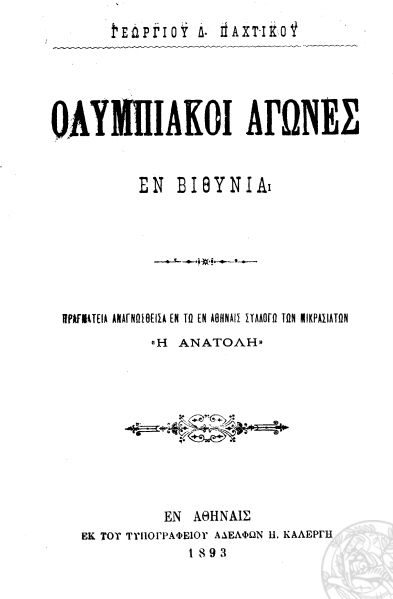 ΓΕΩΡΓΙΟΥ Δ. ΠΑΧΤΙΚΟΥ
ΟΛΥΜΠΙΑΚΟΙ ΑΓΩΝΕΣ
ΕΝ ΒΙΘΥΝΙΑι
ΠΡΑΓΜΑΤΕΙΑ ΑΝΑΓΝΩΣΘΕΙΣΑ ΕΝ ΤΩ ΕΝ ΑΘΗΝΑΙΣ ΣΥΛΛΟΓΩ ΤΩΝ ΜΙΚΡΑΣΙΑΤΩΝ
«Η ΑΝΑΤΟΛΗ»
ΕΝ ΑΘΗΝΑΙΣ
ΕΚ ΤΟΥ ΤΥΠΟΓΡΑΦΕΙΟΥ ΑΔΕΛΦΩΝ Η. ΚΑΛΕΡΓΗ
1893